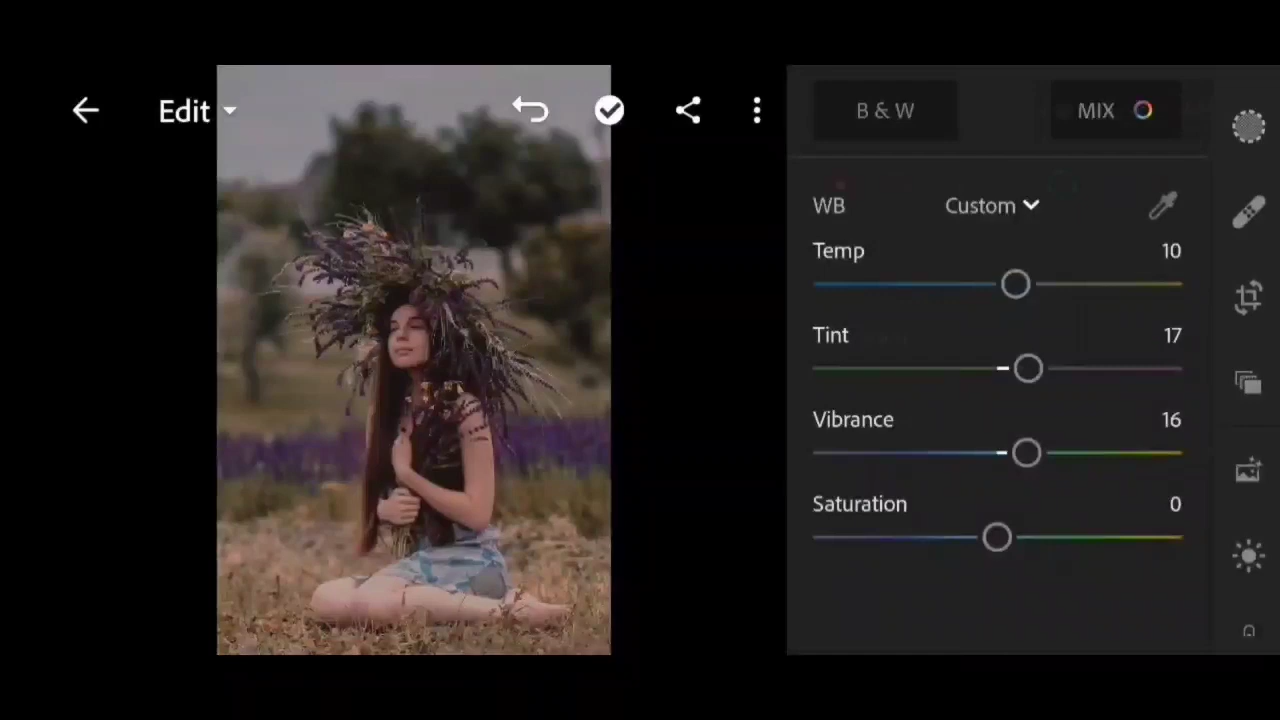 Edit
B & W
MIX
WB
Custom
Temp
10
Tint
17
Vibrance
16
Saturation
0